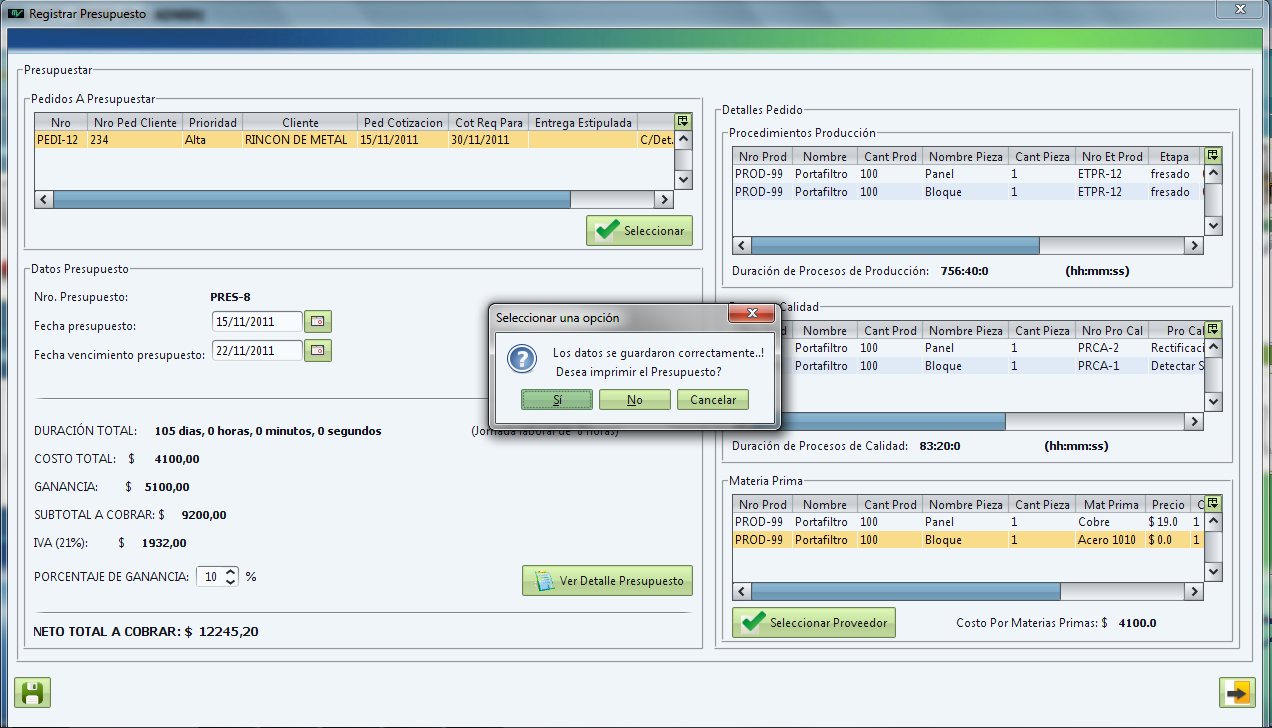 Registrar Presupuesto
Presupuestar
Pedidos A Presupuestar
Nro Nro Ped Cliente Prioridad Cliente Ped Cotizacion Cot Req Para Entrega Estipulada
PEDI-12 234 Alta RINCON DE METAL 15/11/2011 30/11/2011 C/Det.
Seleccionar
Datos Presupuesto
Nro. Presupuesto: PRES-8
Fecha presupuesto: 15/11/2011
Fecha vencimiento presupuesto: 22/11/2011
DURACIÓN TOTAL: 105 dias, 0 horas, 0 minutos, 0 segundos (Jornada laboral de 8 horas)
COSTO TOTAL: $ 4100,00
GANANCIA: $ 5100,00
SUBTOTAL A COBRAR: $ 9200,00
IVA (21%): $ 1932,00
PORCENTAJE DE GANANCIA: 10 %
Ver Detalle Presupuesto
NETO TOTAL A COBRAR: $ 12245,20
Detalles Pedido
Procedimientos Producción
Nro Prod Nombre Cant Prod Nombre Pieza Cant Pieza Nro Et Prod Etapa
PROD-99 Portafiltro 100 Panel 1 ETPR-12 fresado
PROD-99 Portafiltro 100 Bloque 1 ETPR-12 fresado
Duración de Procesos de Producción: 756:40:0 (hh:mm:ss)
Calidad
Nombre Cant Prod Nombre Pieza Cant Pieza Nro Pro Cal Pro Cal
Portafiltro 100 Panel 1 PRCA-2 Rectificaci
Portafiltro 100 Bloque 1 PRCA-1 Detectar S
Duración de Procesos de Calidad: 83:20:0 (hh:mm:ss)
Materia Prima
Nro Prod Nombre Cant Prod Nombre Pieza Cant Pieza Mat Prima Precio C
PROD-99 Portafiltro 100 Panel 1 Cobre $ 19.0 1
PROD-99 Portafiltro 100 Bloque 1 Acero 1010 $ 0.0 1
Seleccionar Proveedor
Costo Por Materias Primas: $ 4100.0
Seleccionar una opción
Los datos se guardaron correctamente..!
Desea imprimir el Presupuesto?
Sí No Cancelar